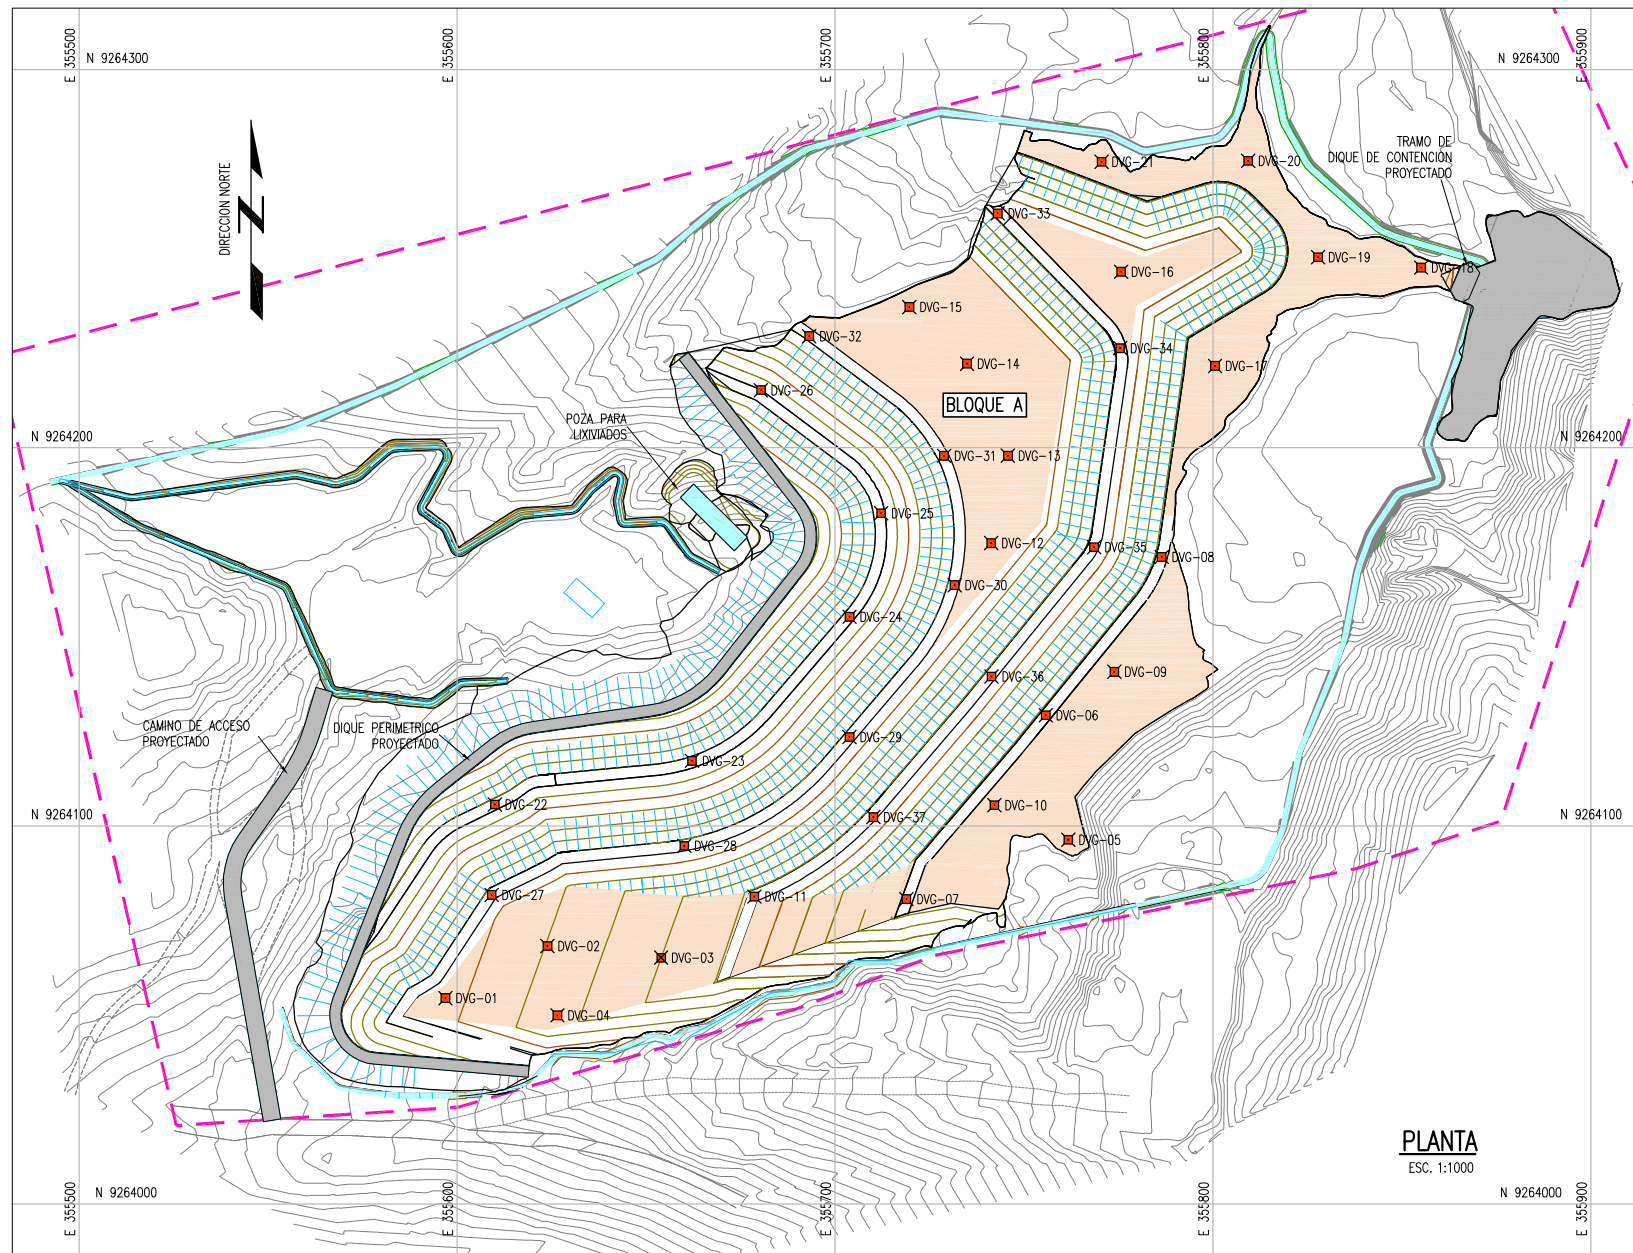 E 355500
N 9264300
E 355600
E 355700
E 355800
N 9264300
E 355900
DIRECCION NORTE
N
TRAMO DE
DIQUE DE CONTENCIÓN
PROYECTADO
DVG-21
DVG-20
DVG-33
DVG-19
DVG-18
DVG-16
DVG-15
DVG-32
DVG-34
DVG-14
DVG-17
DVG-26
BLOQUE A
POZA PARA
LIXIVIADOS
N 9264200
N 9264200
DVG-31
DVG-13
DVG-25
DVG-12
DVG-35
DVG-08
DVG-30
DVG-24
DVG-09
DVG-36
DVG-06
CAMINO DE ACCESO
PROYECTADO
DIQUE PERIMETRICO
PROYECTADO
DVG-29
DVG-23
DVG-22
DVG-10
N 9264100
N 9264100
DVG-37
DVG-05
DVG-28
DVG-27
DVG-11
DVG-07
DVG-02
DVG-03
DVG-01
DVG-04
PLANTA
ESC. 1:1000
E 355500
N 9264000
E 355600
E 355700
E 355800
N 9264000
E 355900